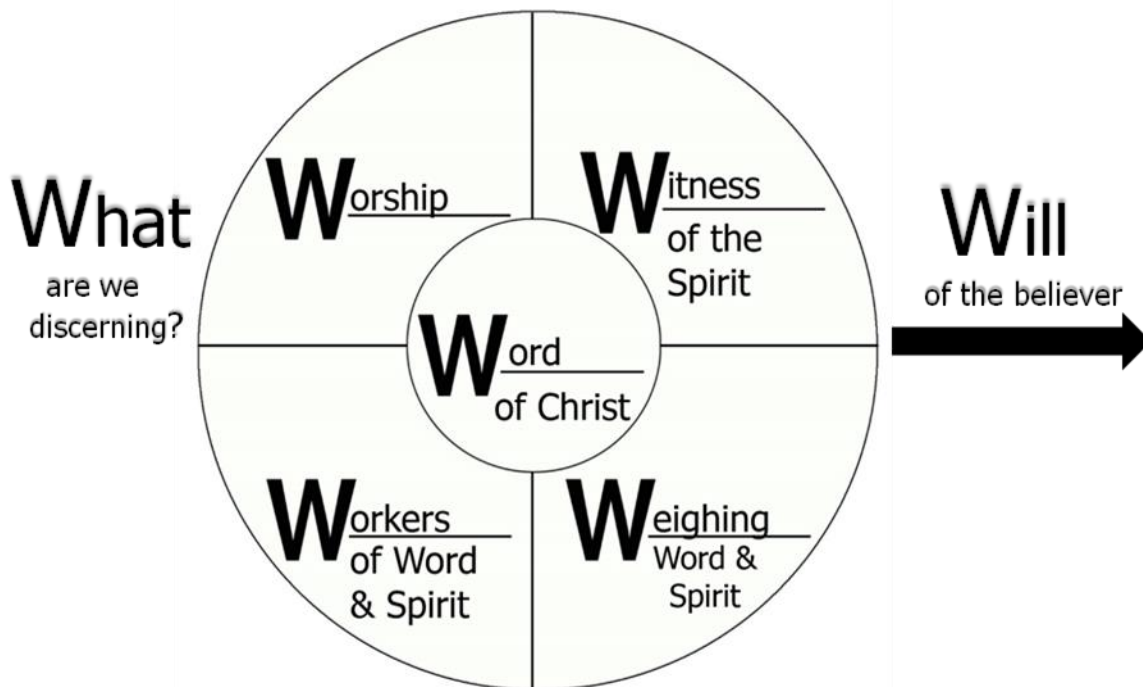 What
are we
discerning?
Worship
Witness
of the
Spirit
Word
of Christ
Workers
of Word
& Spirit
Weighing
Word &
Spirit
Will
of the believer